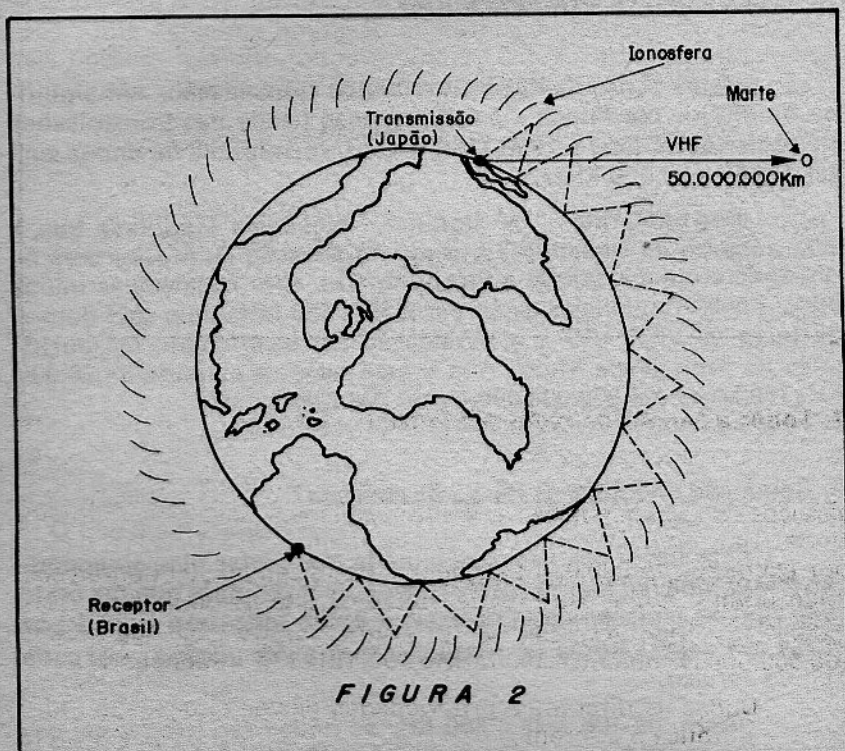 Ionosfera
Marte
Transmissão
(Japão)
VHF
50.000.000Km
Receptor
(Brasil)
FIGURA 2